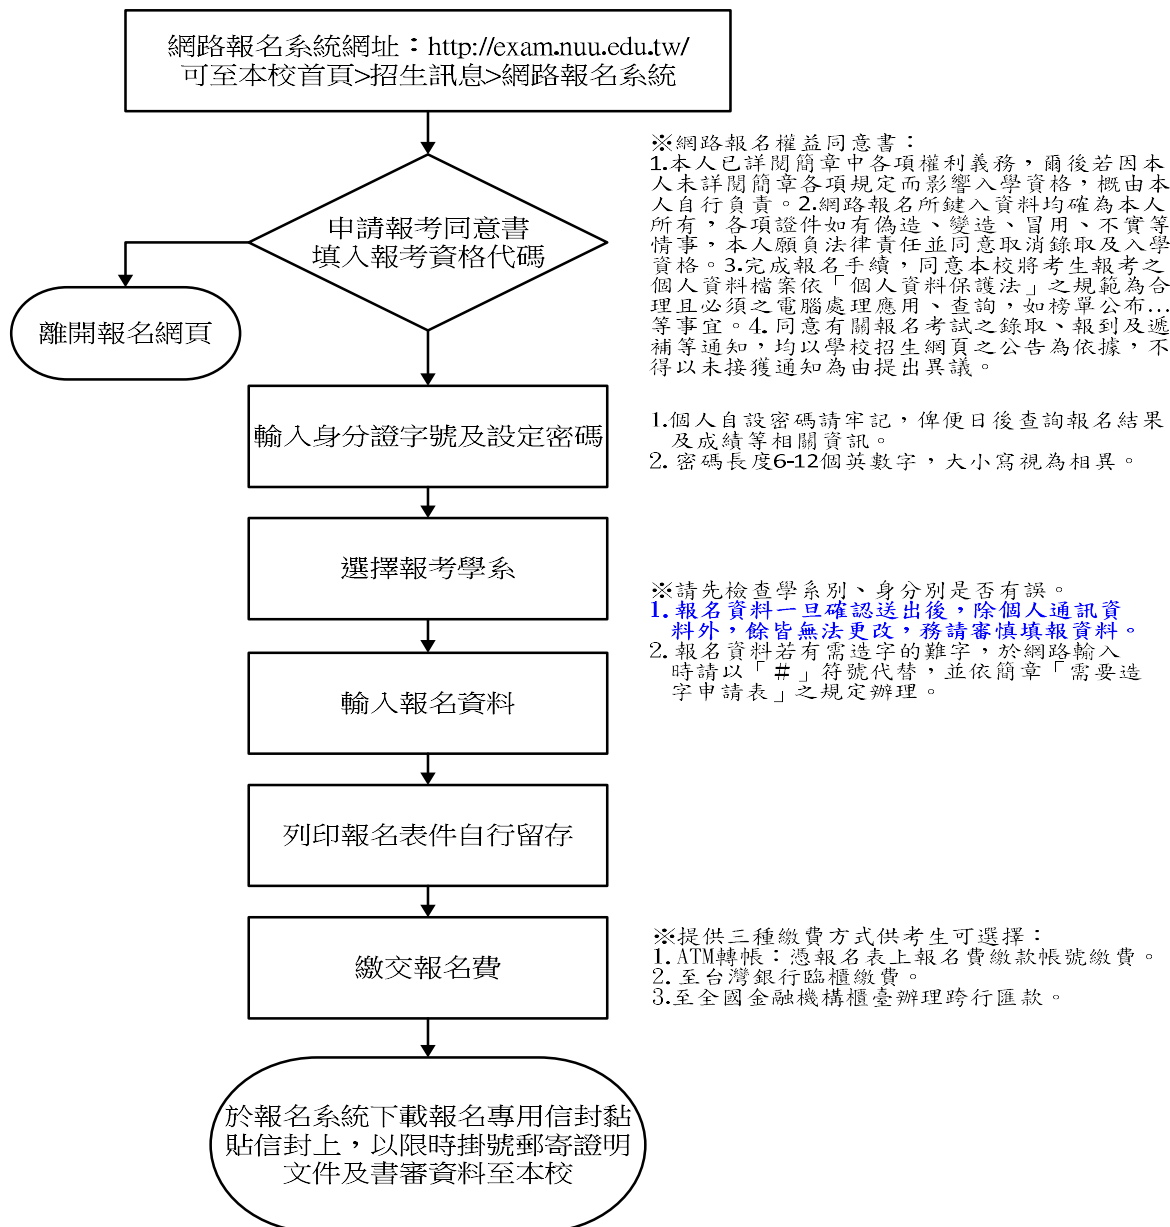 網路報名系統網址：http://exam.nuu.edu.tw/
可至本校首頁>招生訊息>網路報名系統
※網路報名權益同意書：
1.本人已詳閱簡章中各項權利義務，爾後若因本
人未詳閱簡章各項規定而影響入學資格，概由本
人自行負責。2.網路報名所鍵入資料均確為本人
所有，各項證件如有偽造、變造、冒用、不實等
情事，本人願負法律責任並同意取消錄取及入學
資格。3.完成報名手續，同意本校將考生報考之
個人資料檔案依「個人資料保護法」之規範為合
理且必須之電腦處理應用、查詢，如榜單公布…
等事宜。4.同意有關報名考試之錄取、報到及遞
補等通知，均以學校招生網頁之公告為依據，不
得以未接獲通知為由提出異議。
申請報考同意書
填入報考資格代碼
離開報名網頁
輸入身分證字號及設定密碼
1.個人自設密碼請牢記，俾便日後查詢報名結果
及成績等相關資訊。
2.密碼長度6-12個英數字，大小寫視為相異。
選擇報考學系
※請先檢查學系別、身分別是否有誤。
1.報名資料一旦確認送出後，除個人通訊資
料外，餘皆無法更改，務請審慎填報資料。
2.報名資料若有需造字的難字，於網路輸入
時請以「＃」符號代替，並依簡章「需要造
字申請表」之規定辦理。
輸入報名資料
列印報名表件自行留存
繳交報名費
※提供三種繳費方式供考生可選擇：
1.ATM轉帳：憑報名表上報名費繳款帳號繳費。
2.至台灣銀行臨櫃繳費。
3.至全國金融機構櫃臺辦理跨行匯款。
於報名系統下載報名專用信封黏
貼信封上，以限時掛號郵寄證明
文件及書審資料至本校